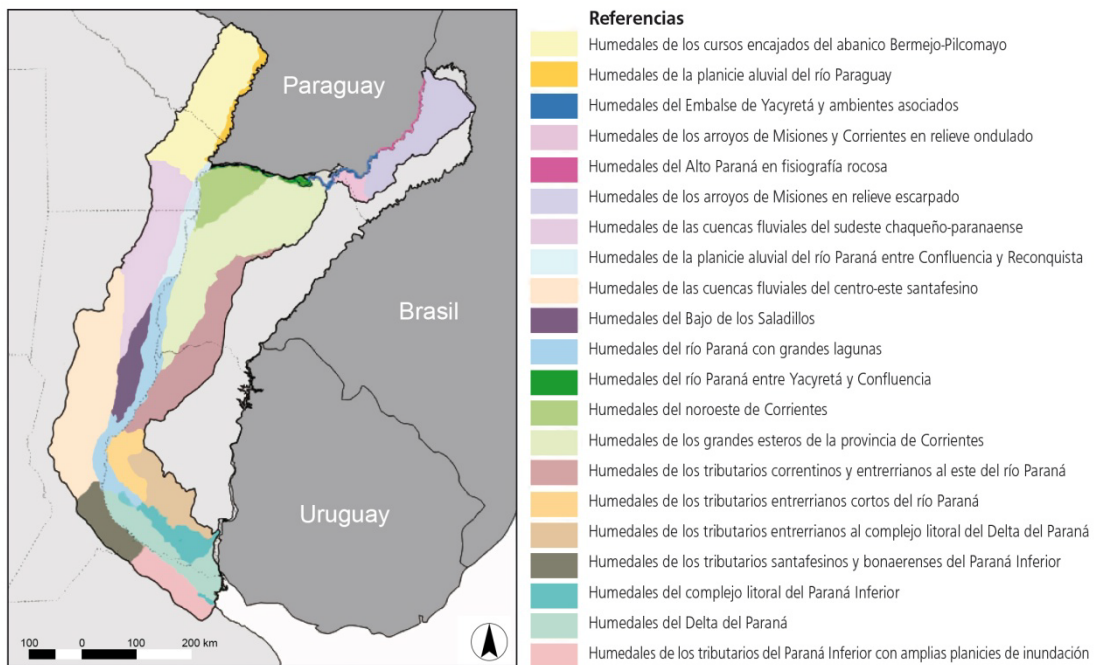 Referencias
Humedales de los cursos encajados del abanico Bermejo-Pilcomayo
Humedales de la planicie aluvial del río Paraguay
Humedales del Embalse de Yacyretá y ambientes asociados
Humedales de los arroyos de Misiones y Corrientes en relieve ondulado
Humedales del Alto Paraná en fisiografía rocosa
Humedales de los arroyos de Misiones en relieve escarpado
Humedales de las cuencas fluviales del sudeste chaqueño-paranaense
Humedales de la planicie aluvial del río Paraná entre Confluencia y Reconquista
Humedales de las cuencas fluviales del centro-este santafesino
Humedales del Bajo de los Saladillos
Humedales del río Paraná con grandes lagunas
Humedales del río Paraná entre Yacyretá y Confluencia
Humedales del noroeste de Corrientes
Humedales de los grandes esteros de la provincia de Corrientes
Humedales de los tributarios correntinos y entrerrianos al este del río Paraná
Humedales de los tributarios entrerrianos cortos del río Paraná
Humedales de los tributarios entrerrianos al complejo litoral del Delta del Paraná
Humedales de los tributarios santafesinos y bonaerenses del Paraná Inferior
Humedales del complejo litoral del Paraná Inferior
Humedales del Delta del Paraná
Humedales de los tributarios del Paraná Inferior con amplias planicies de inundación
Paraguay
Brasil
Uruguay
100 0 100 200 km